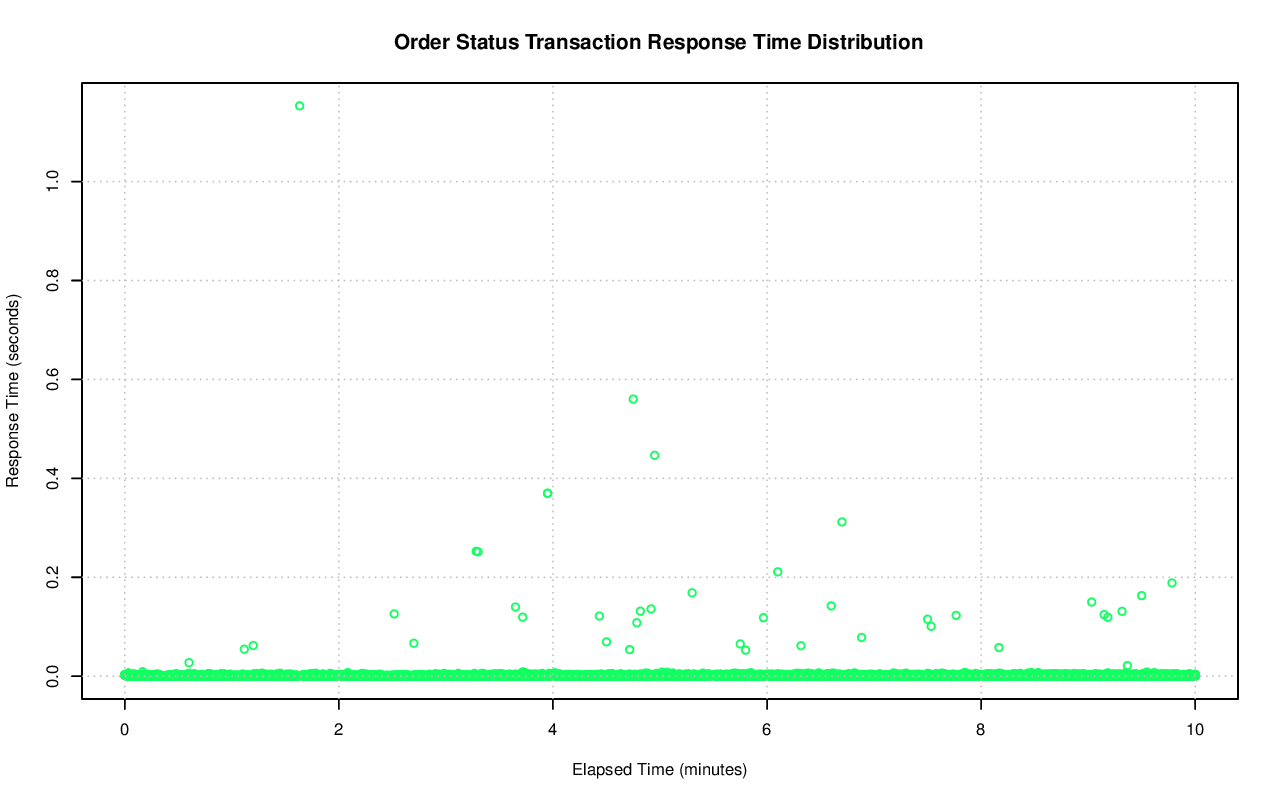 Order Status Transaction Response Time Distribution
Response Time (seconds)
1.0
0.8
0.6
0.4
0.2
0.0
0 2 4 6 8 10
Elapsed Time (minutes)